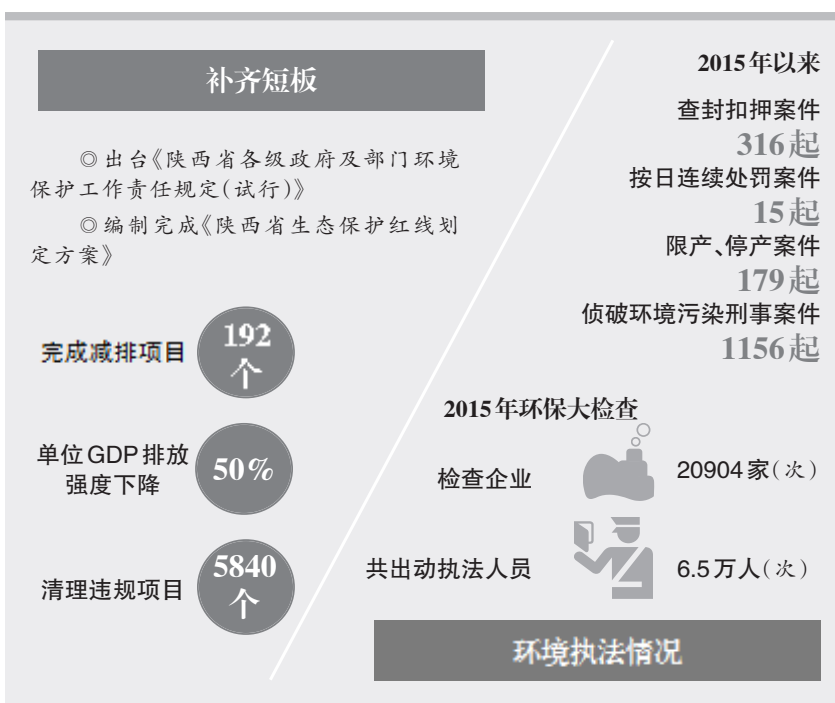 补齐短板
◎出台《陕西省各级政府及部门环境
保护工作责任规定(试行)》
◎编制完成《陕西省生态保护红线划
定方案》
完成减排项目
192
个
单位GDP排放
强度下降
50%
清理违规项目
5840
个
2015年以来
查封扣押案件
316起
按日连续处罚案件
15起
限产、停产案件
179起
侦破环境污染刑事案件
1156起
2015年环保大检查
检查企业
20904家(次)
共出动执法人员
6.5万人(次)
环境执法情况